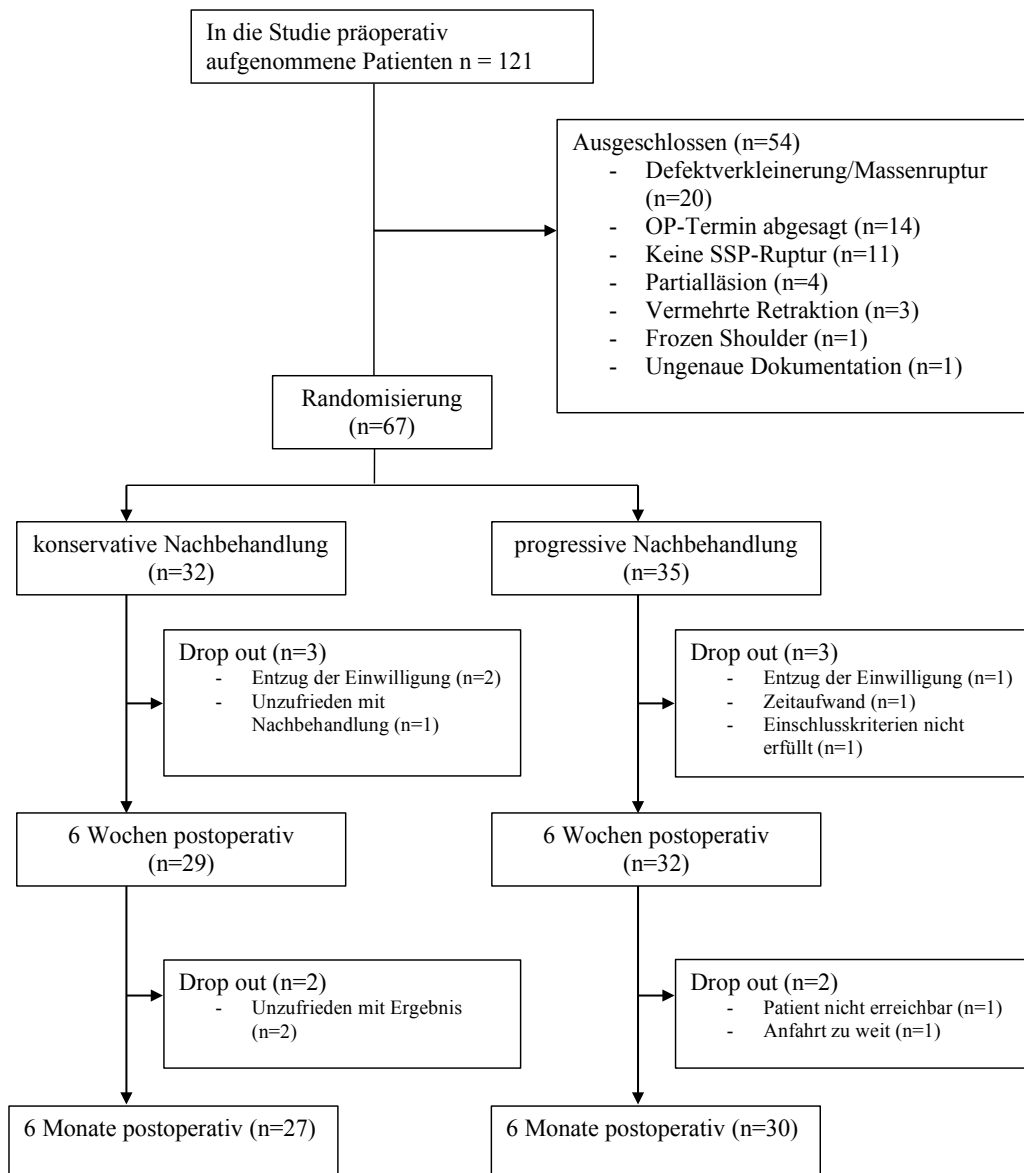 In die Studie präoperativ
aufgenommene Patienten n = 121
Ausgeschlossen (n=54)
- Defektverkleinerung/Massenruptur
(n=20)
- OP-Termin abgesagt (n=14)
- Keine SSP-Ruptur (n=11)
- Partialläsion (n=4)
- Vermehrte Retraktion (n=3)
- Frozen Shoulder (n=1)
- Ungenaue Dokumentation (n=1)
Randomisierung
(n=67)
konservative Nachbehandlung
(n=32)
progressive Nachbehandlung
(n=35)
Drop out (n=3)
- Entzug der Einwilligung (n=2)
- Unzufrieden mit
Nachbehandlung (n=1)
Drop out (n=3)
- Entzug der Einwilligung (n=1)
- Zeitaufwand (n=1)
- Einschlusskriterien nicht
erfüllt (n=1)
6 Wochen postoperativ
(n=29)
6 Wochen postoperativ
(n=32)
Drop out (n=2)
- Unzufrieden mit Ergebnis
(n=2)
Drop out (n=2)
- Patient nicht erreichbar (n=1)
- Anfahrt zu weit (n=1)
6 Monate postoperativ (n=27)
6 Monate postoperativ (n=30)